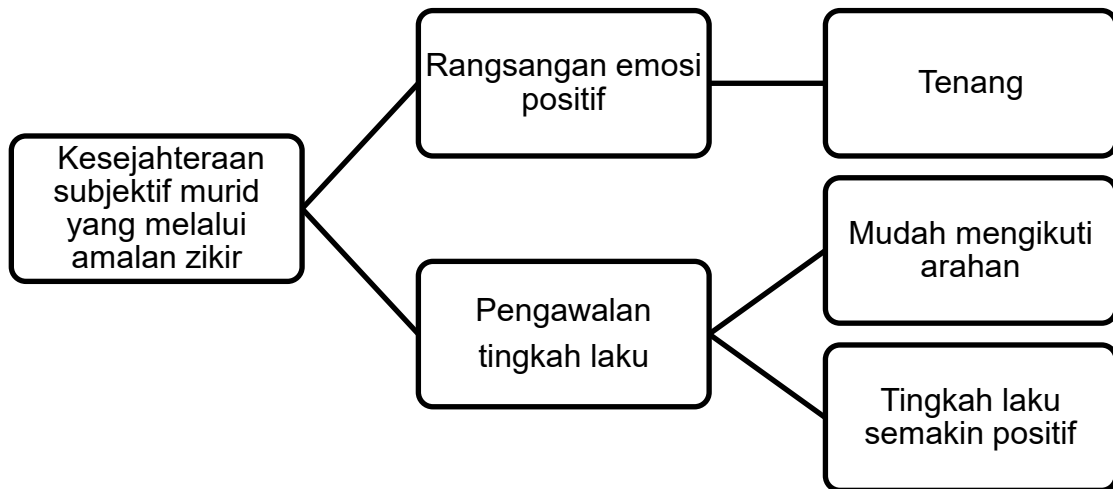 Kesejahteraan
subjektif murid
yang melalui
amalan zikir
Rangsangan emosi
positif
Tenang
Pengawalan
tingkah laku
Mudah mengikuti
arahan
Tingkah laku
semakin positif